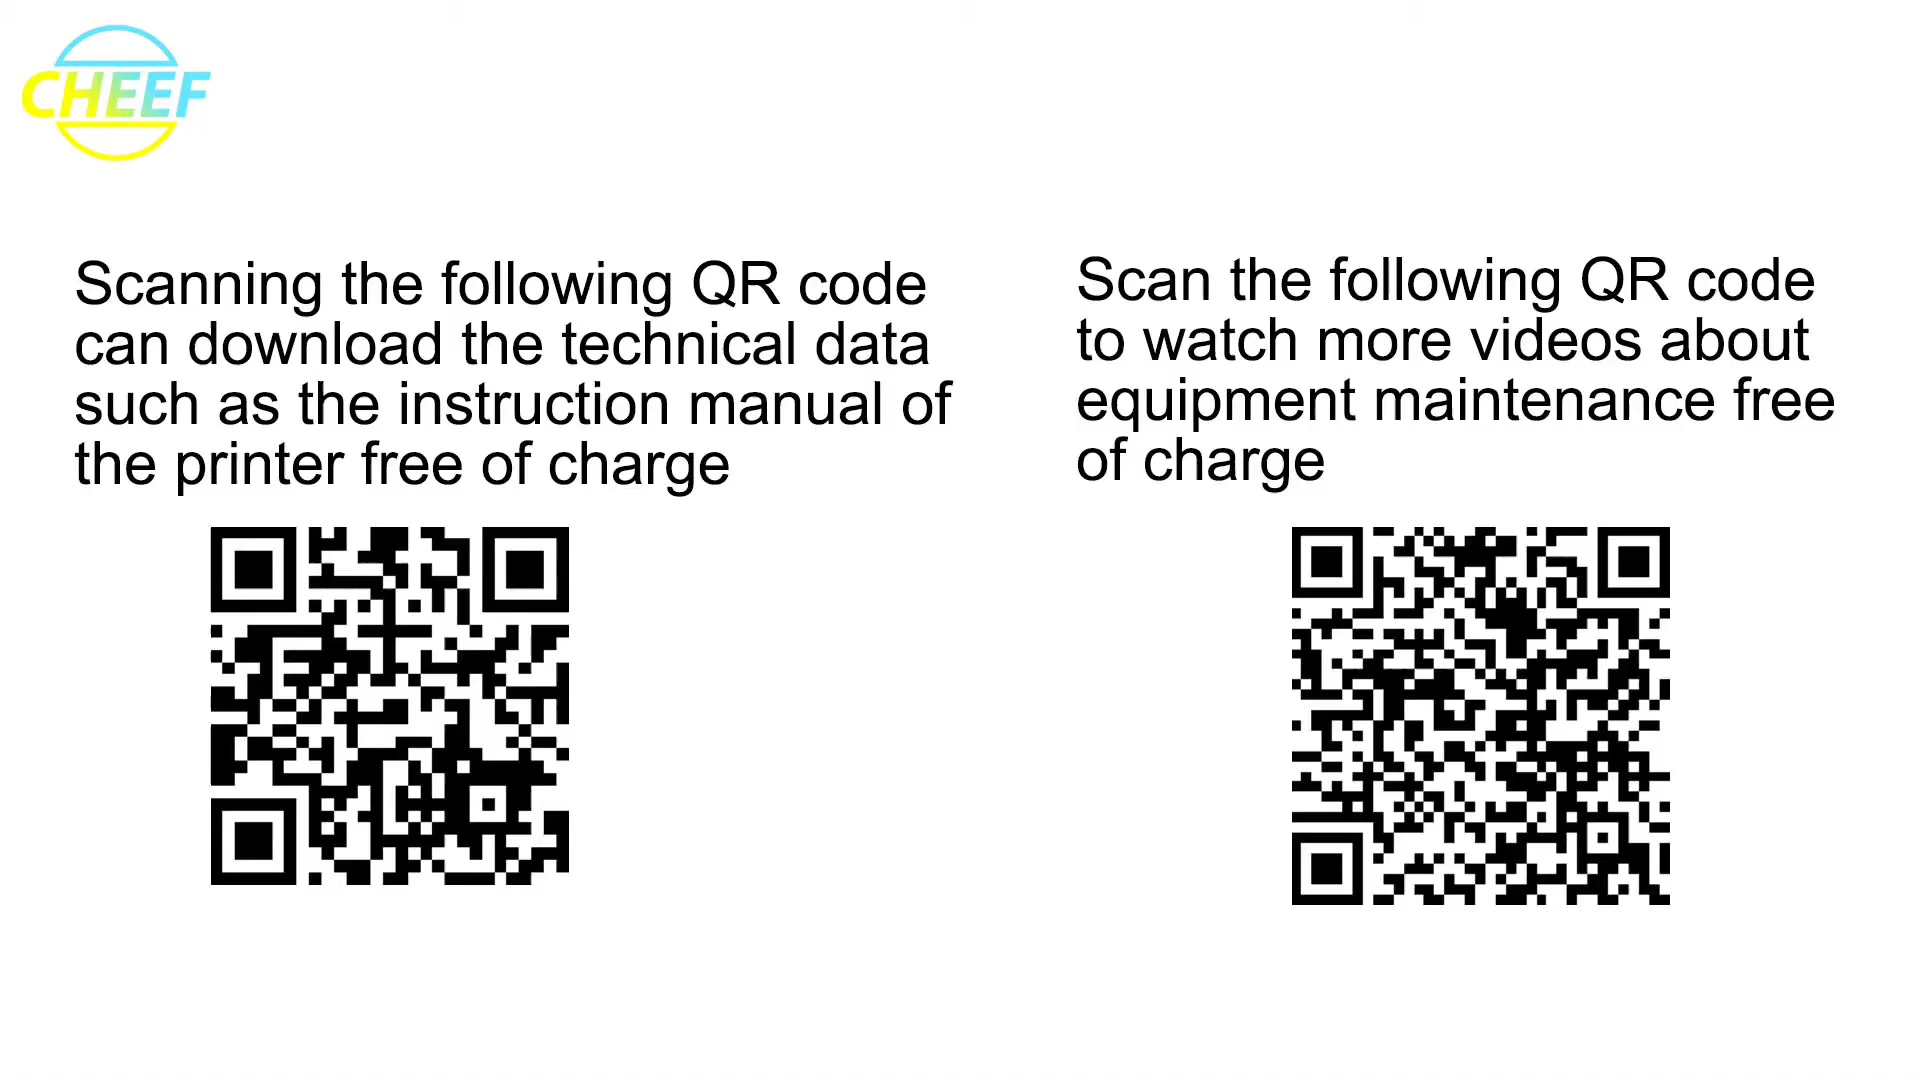 CHEEF
Scanning the following QR code
can download the technical data
such as the instruction manual of
the printer free of charge
Scan the following QR code
to watch more videos about
equipment maintenance free
of charge